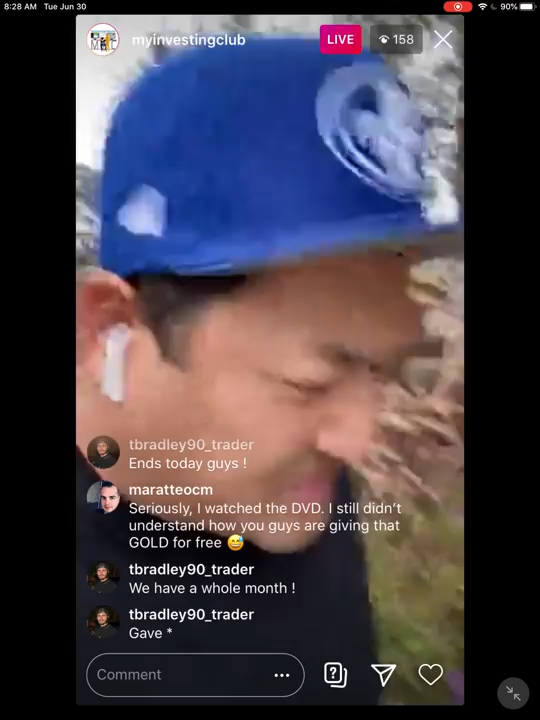 8:28 AM Tue Jun 30
90%
myinvestingclub
LIVE
158
tbradley90_trader
Ends today guys !
maratteocm
Seriously, I watched the DVD. I still didn't
understand how you guys are giving that
GOLD for free 😅
tbradley90_trader
We have a whole month !
tbradley90_trader
Gave *
Comment